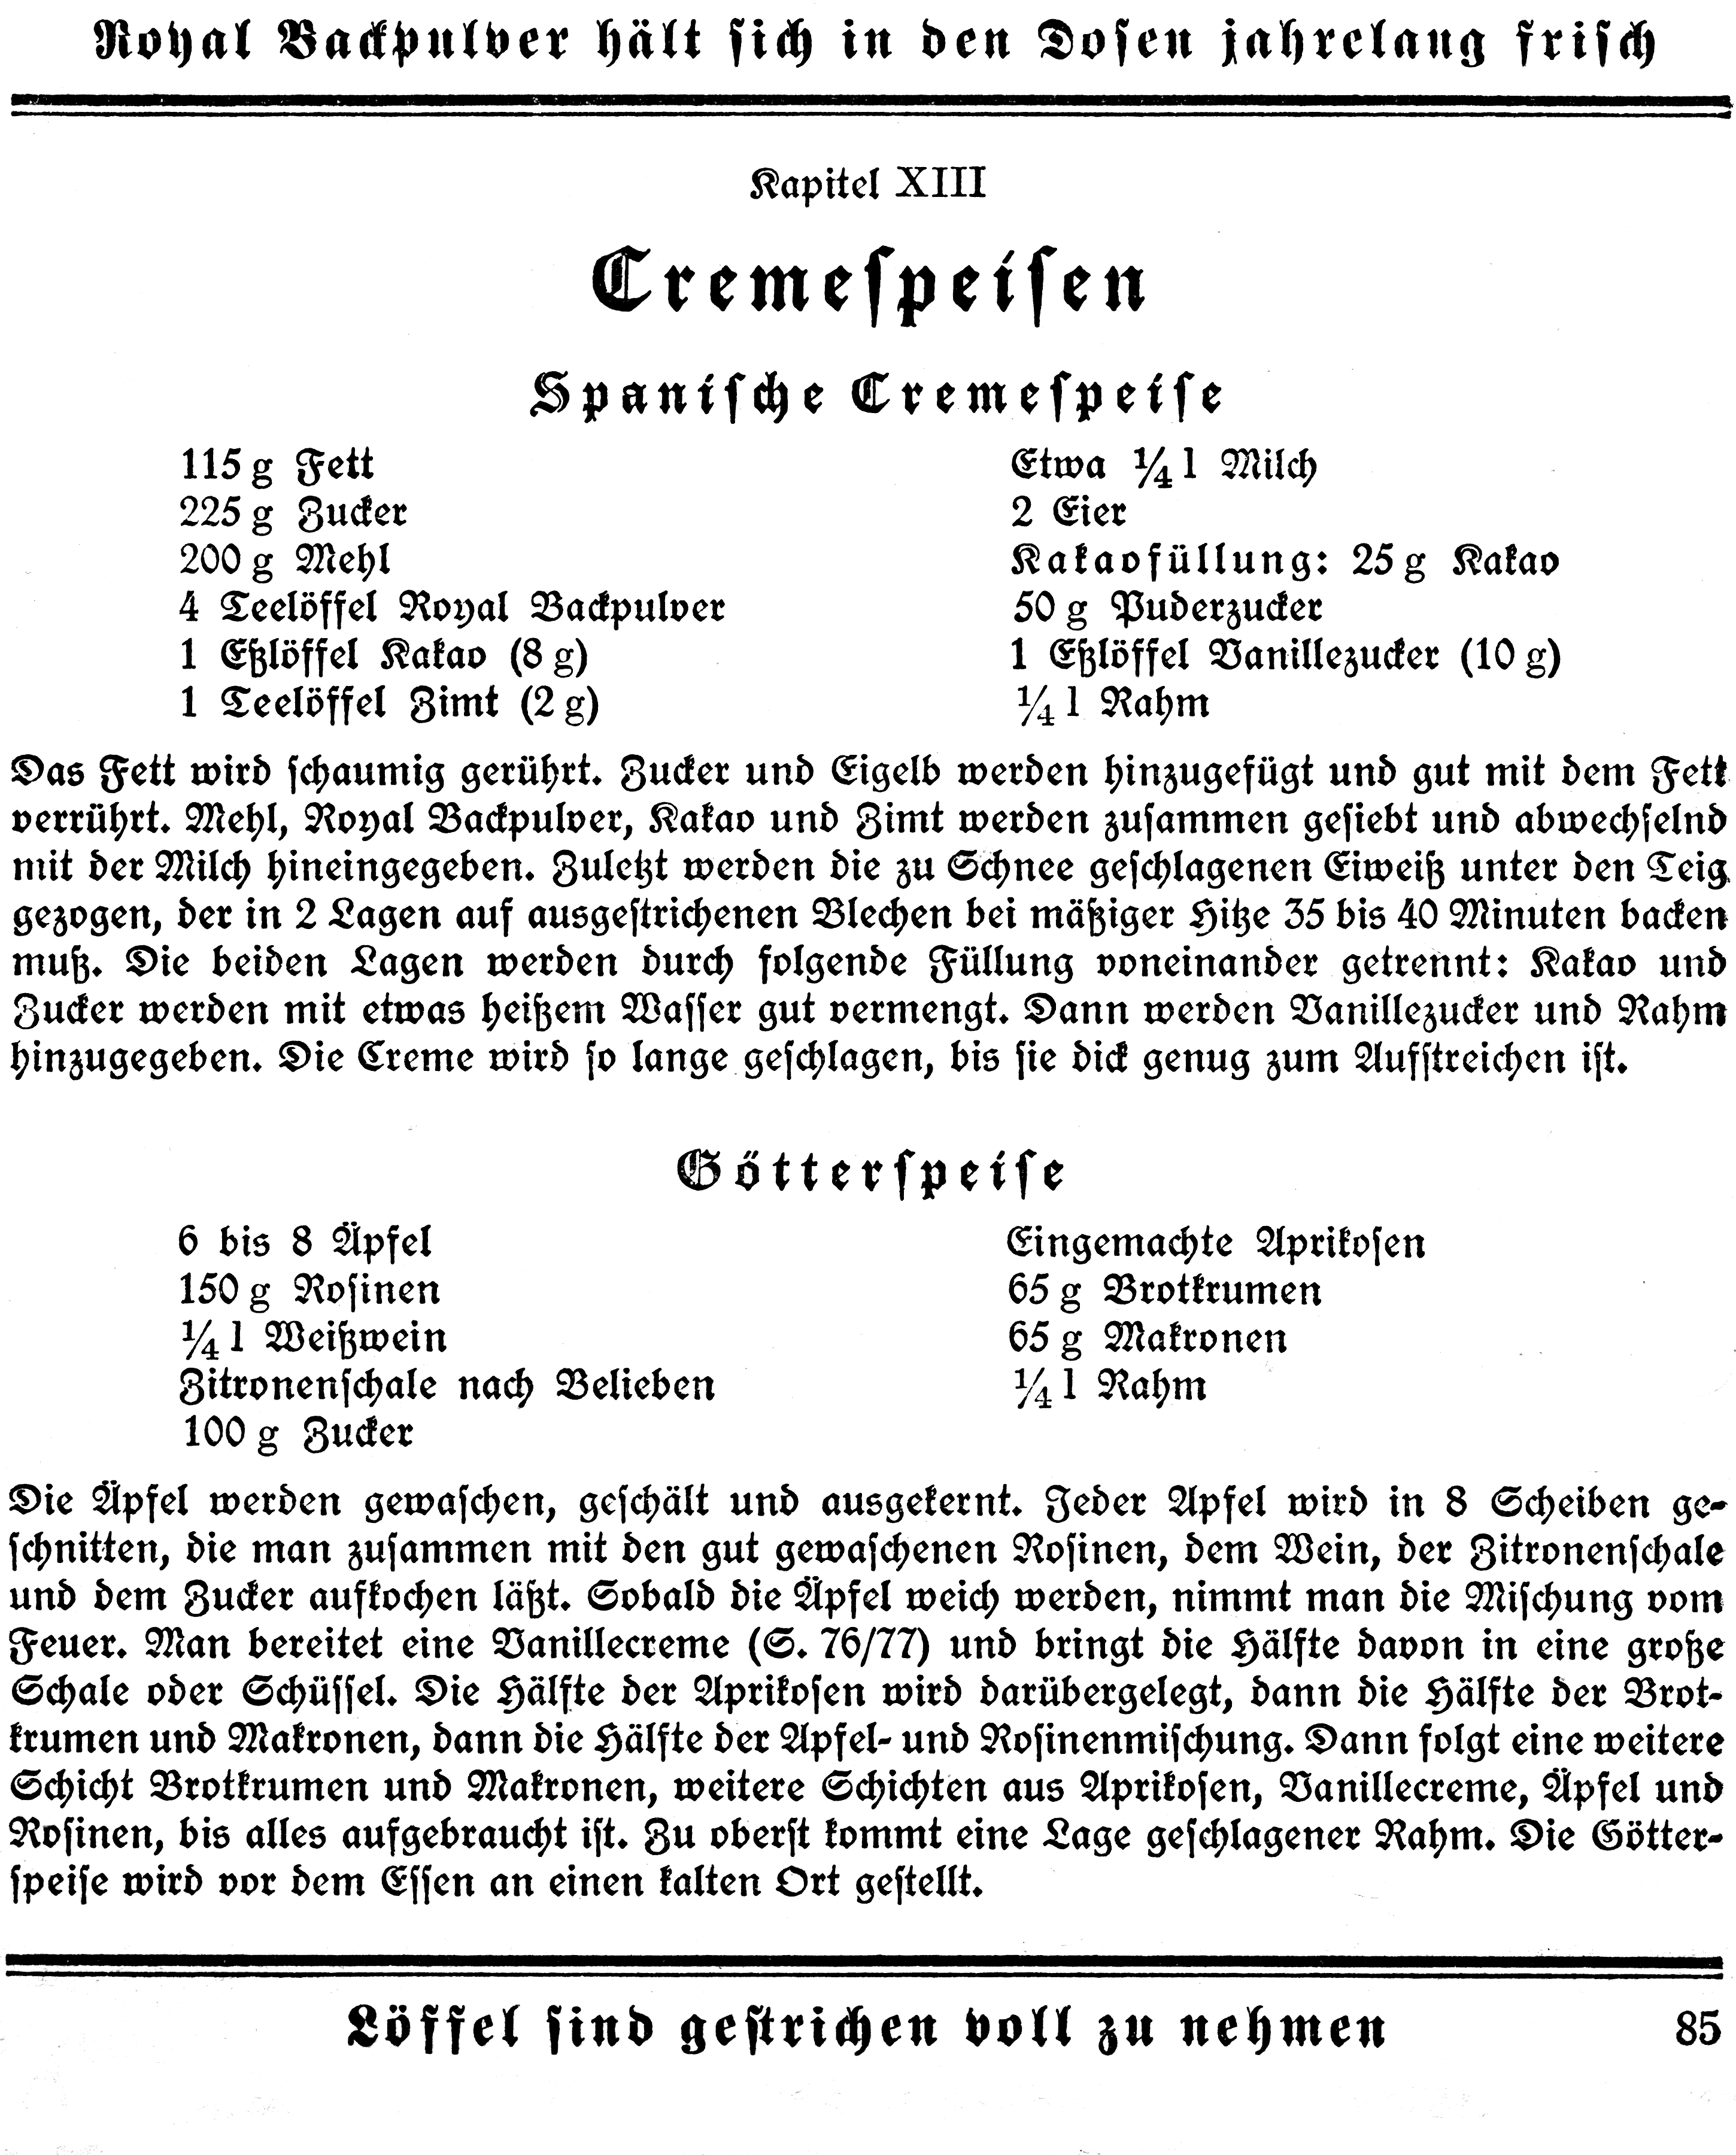 Royal Backpulver hält sich in den Dosen jahrelang frisch
Kapitel XIII
Cremespeisen
Spanische Cremespeise
115 g Fett
225 g Zucker
200 g Mehl
4 Teelöffel Royal Backpulver
1 Eßlöffel Kakao (8 g)
1 Teelöffel Zimt (2 g)
Etwa ¼ l Milch
2 Eier
Kakaofüllung: 25 g Kakao
50 g Puderzucker
1 Eßlöffel Vanillezucker (10 g)
¼ l Rahm
Das Fett wird schaumig gerührt. Zucker und Eigelb werden hinzugefügt und gut mit dem Fett
verrührt. Mehl, Royal Backpulver, Kakao und Zimt werden zusammen gesiebt und abwechselnd
mit der Milch hineingegeben. Zuletzt werden die zu Schnee geschlagenen Eiweiß unter den Teig
gezogen, der in 2 Lagen auf ausgestrichenen Blechen bei mäßiger Hitze 35 bis 40 Minuten backen
muß. Die beiden Lagen werden durch folgende Füllung voneinander getrennt: Kakao und
Zucker werden mit etwas heißem Wasser gut vermengt. Dann werden Vanillezucker und Rahm
hinzugegeben. Die Creme wird so lange geschlagen, bis sie dick genug zum Aufstreichen ist.
Götterspeise
6 bis 8 Äpfel
150 g Rosinen
¼ l Weißwein
Zitronenschale nach Belieben
100 g Zucker
Eingemachte Aprikosen
65 g Brotkrumen
65 g Makronen
¼ l Rahm
Die Äpfel werden gewaschen, geschält und ausgekernt. Jeder Apfel wird in 8 Scheiben ge-
schnitten, die man zusammen mit den gut gewaschenen Rosinen, dem Wein, der Zitronenschale
und dem Zucker aufkochen läßt. Sobald die Äpfel weich werden, nimmt man die Mischung vom
Feuer. Man bereitet eine Vanillecreme (S. 76/77) und bringt die Hälfte davon in eine große
Schale oder Schüssel. Die Hälfte der Aprikosen wird darübergelegt, dann die Hälfte der Brot-
krumen und Makronen, dann die Hälfte der Apfel- und Rosinenmischung. Dann folgt eine weitere
Schicht Brotkrumen und Makronen, weitere Schichten aus Aprikosen, Vanillecreme, Äpfel und
Rosinen, bis alles aufgebraucht ist. Zu oberst kommt eine Lage geschlagener Rahm. Die Götter-
speise wird vor dem Essen an einen kalten Ort gestellt.
Löffel sind gestrichen voll zu nehmen
85